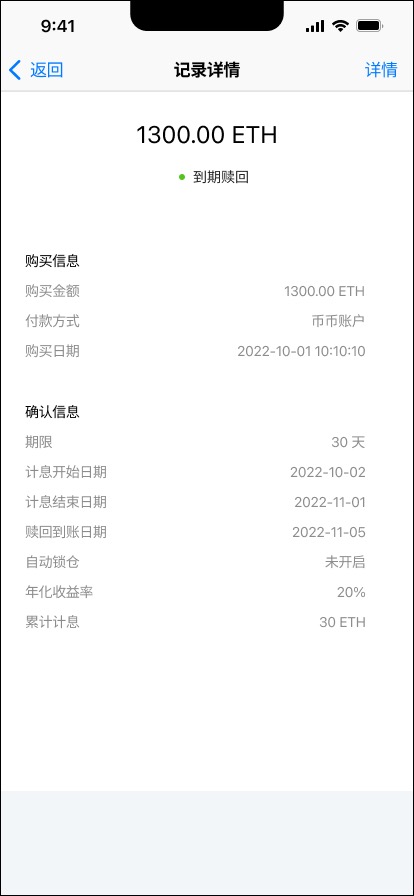 9:41
返回 记录详情 详情
1300.00 ETH
到期赎回
购买信息
购买金额 1300.00 ETH
付款方式 币币账户
购买日期 2022-10-01 10:10:10
确认信息
期限 30 天
计息开始日期 2022-10-02
计息结束日期 2022-11-01
赎回到账日期 2022-11-05
自动锁仓 未开启
年化收益率 20%
累计计息 30 ETH